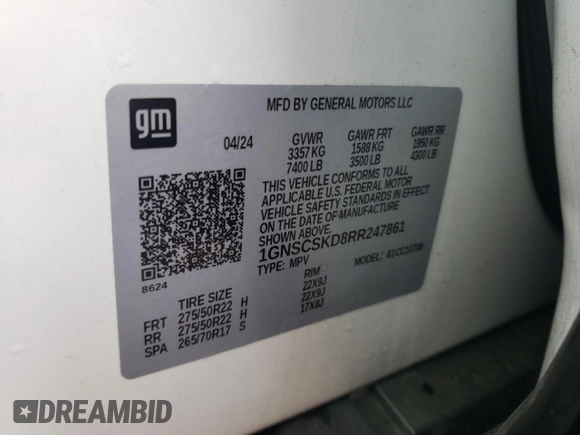 gm
MFD BY GENERAL MOTORS LLC
04/24 GVWR GAWR FRT GAWR RR
3357 KG 1588 KG 1950 KG
7400 LB 3500 LB 4300 LB
THIS VEHICLE CONFORMS TO ALL
APPLICABLE U.S. FEDERAL MOTOR
VEHICLE SAFETY STANDARDS IN EFFECT
ON THE DATE OF MANUFACTURE
SHOWN ABOVE.
1GNSCSKD8RR247861
TYPE: MPV MODEL:
8624
TIRE SIZE RIM
FRT 275/50R22 H 22X9J
RR 275/50R22 H 22X9J
SPA 265/70R17 S 17X8J
DREAMBID